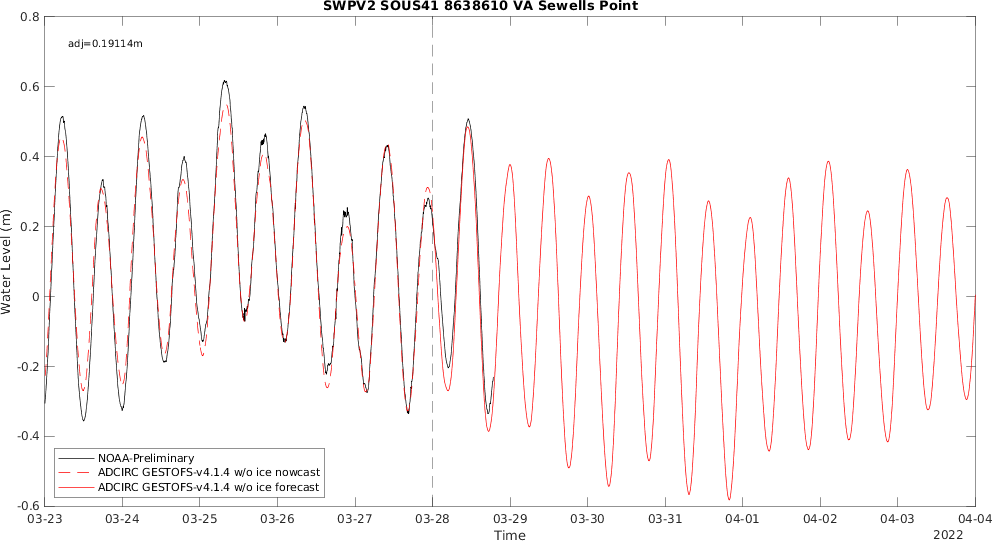 SWPV2 SOUS41 8638610 VA Sewells Point
adj=0.19114m
0.8
0.6
0.4
0.2
0
-0.2
-0.4
-0.6
Water Level (m)
NOAA-Preliminary
ADCIRC GESTOFS-v4.1.4 w/o ice nowcast
ADCIRC GESTOFS-v4.1.4 w/o ice forecast
03-23 03-24 03-25 03-26 03-27 03-28 03-29 03-30 03-31 04-01 04-02 04-03 04-04
Time
2022